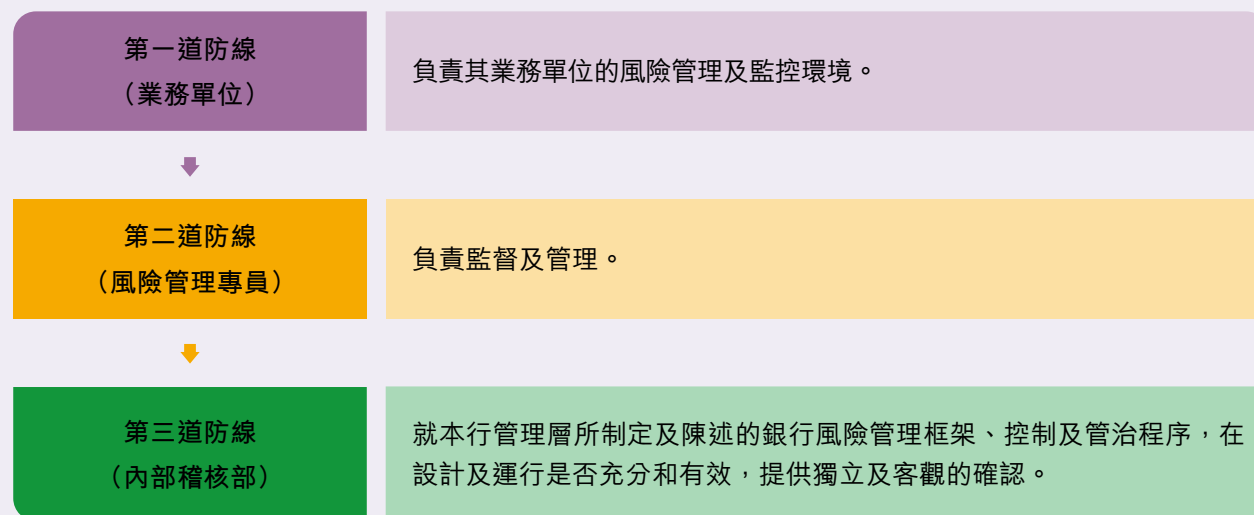 第一道防線
（業務單位）
負責其業務單位的風險管理及監控環境。
第二道防線
（風險管理專員）
負責監督及管理。
第三道防線
（內部稽核部）
就本行管理層所制定及陳述的銀行風險管理框架、控制及管治程序，在
設計及運行是否充分和有效，提供獨立及客觀的確認。